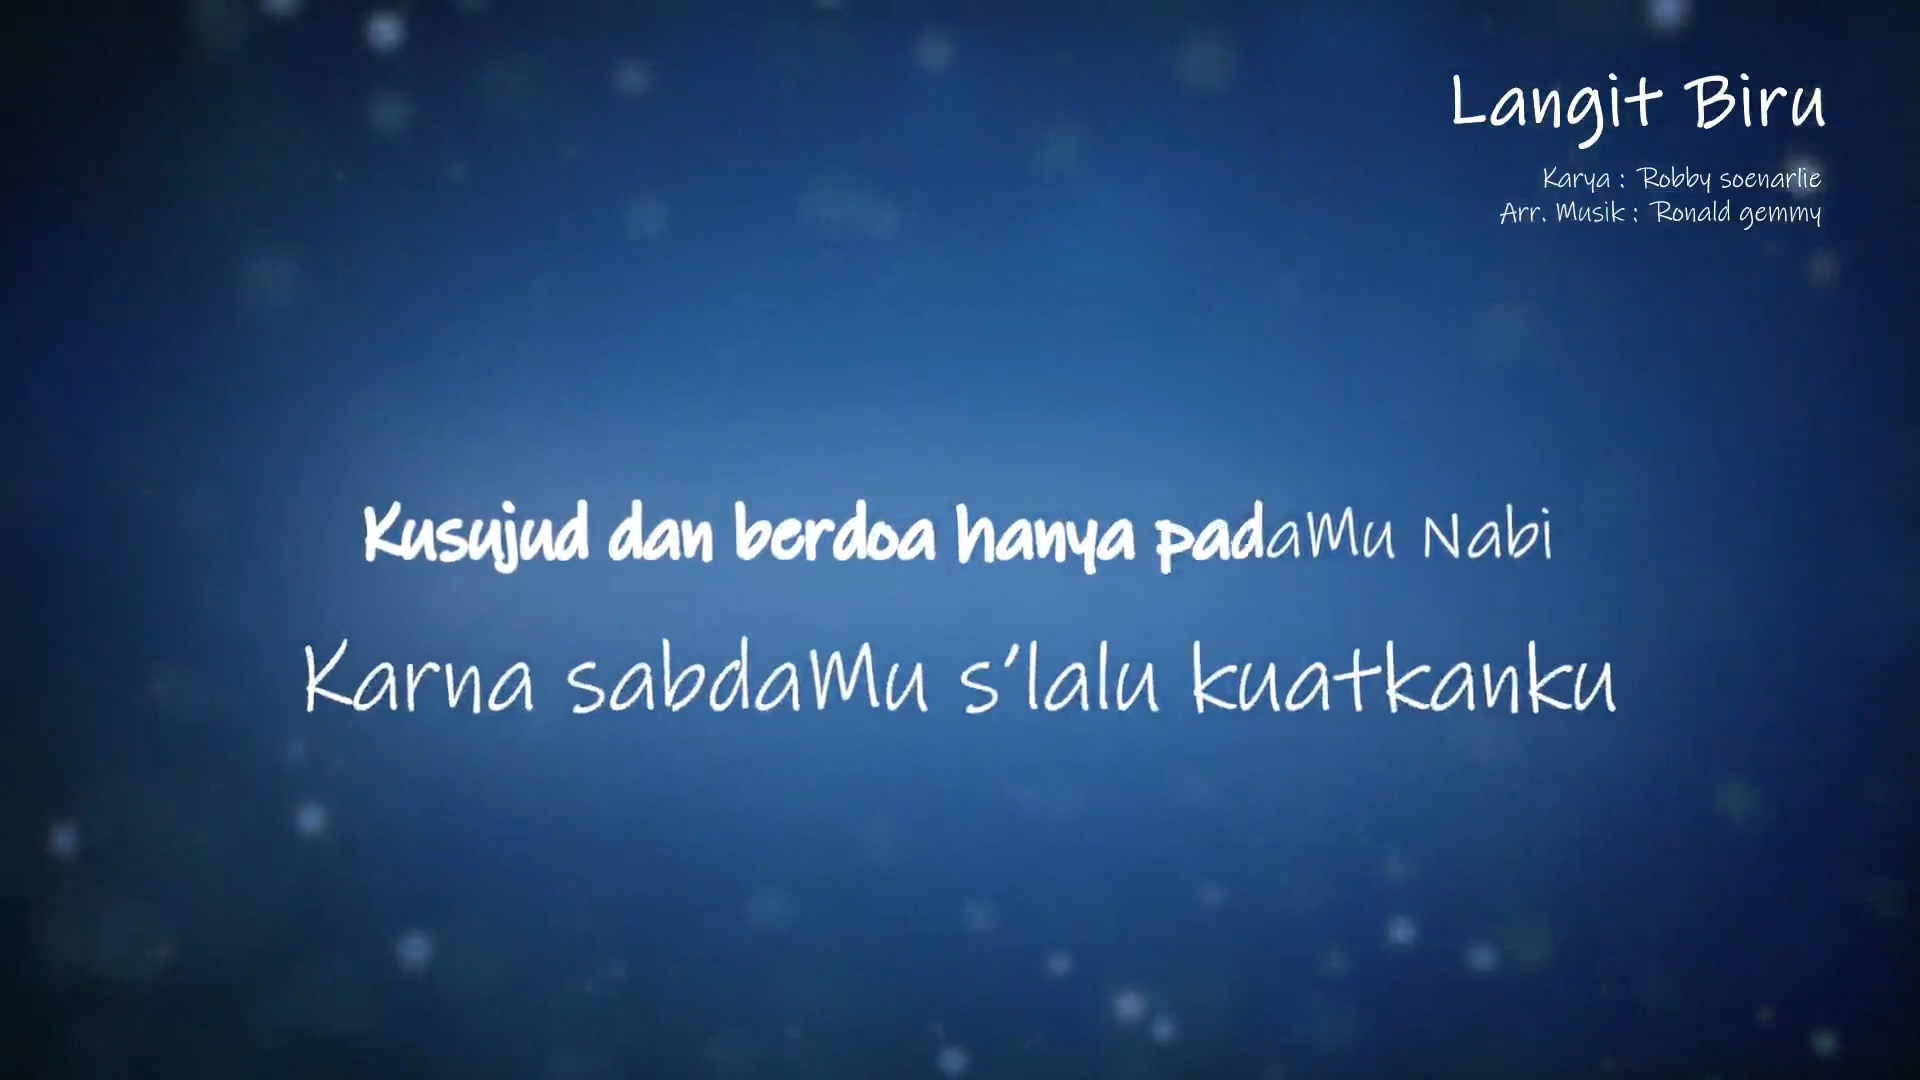 Langit Biru
Karya : Robby soenarlie
Arr. Musik : Ronald gemmy
Kusujud dan berdoa hanya padaMu Nabi
Karna sabdaMu s'lalu kuatkanku